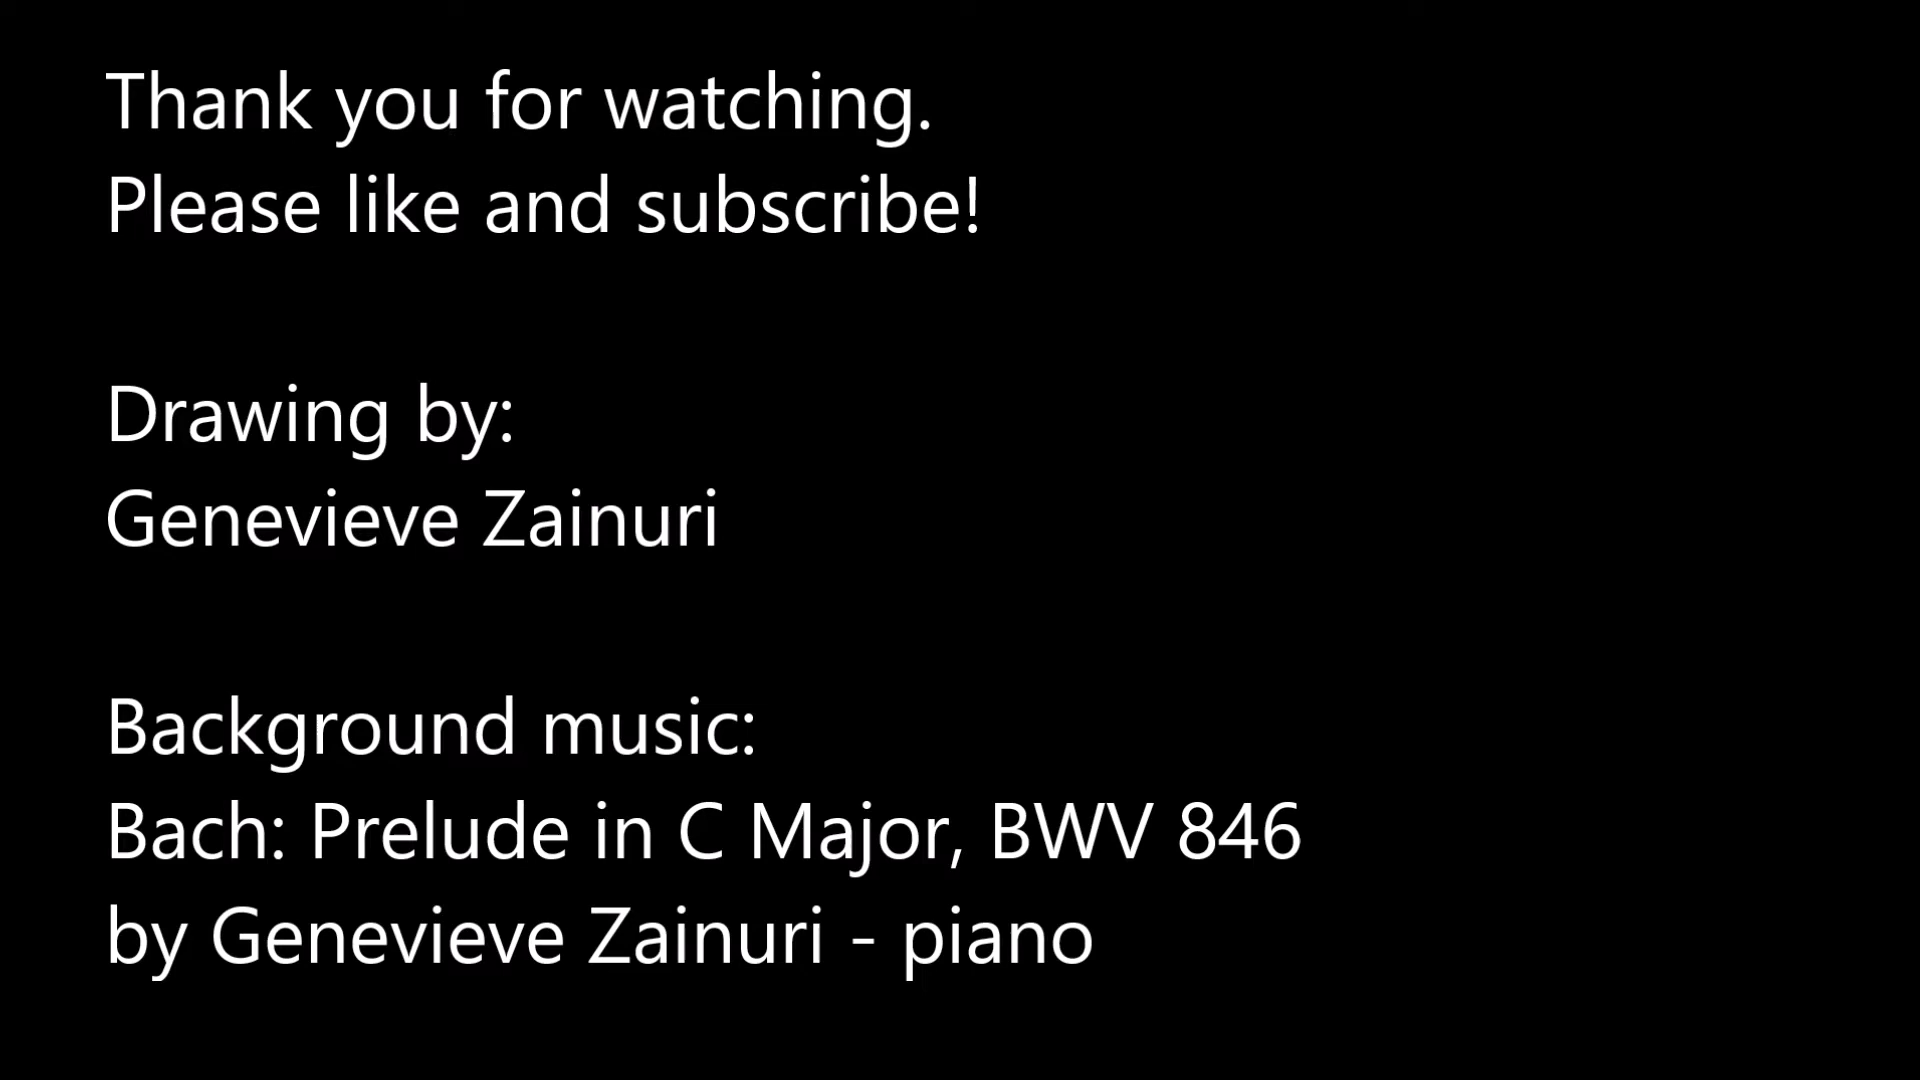 Thank you for watching.
Please like and subscribe!
Drawing by:
Genevieve Zainuri
Background music:
Bach: Prelude in C Major, BWV 846
by Genevieve Zainuri - piano